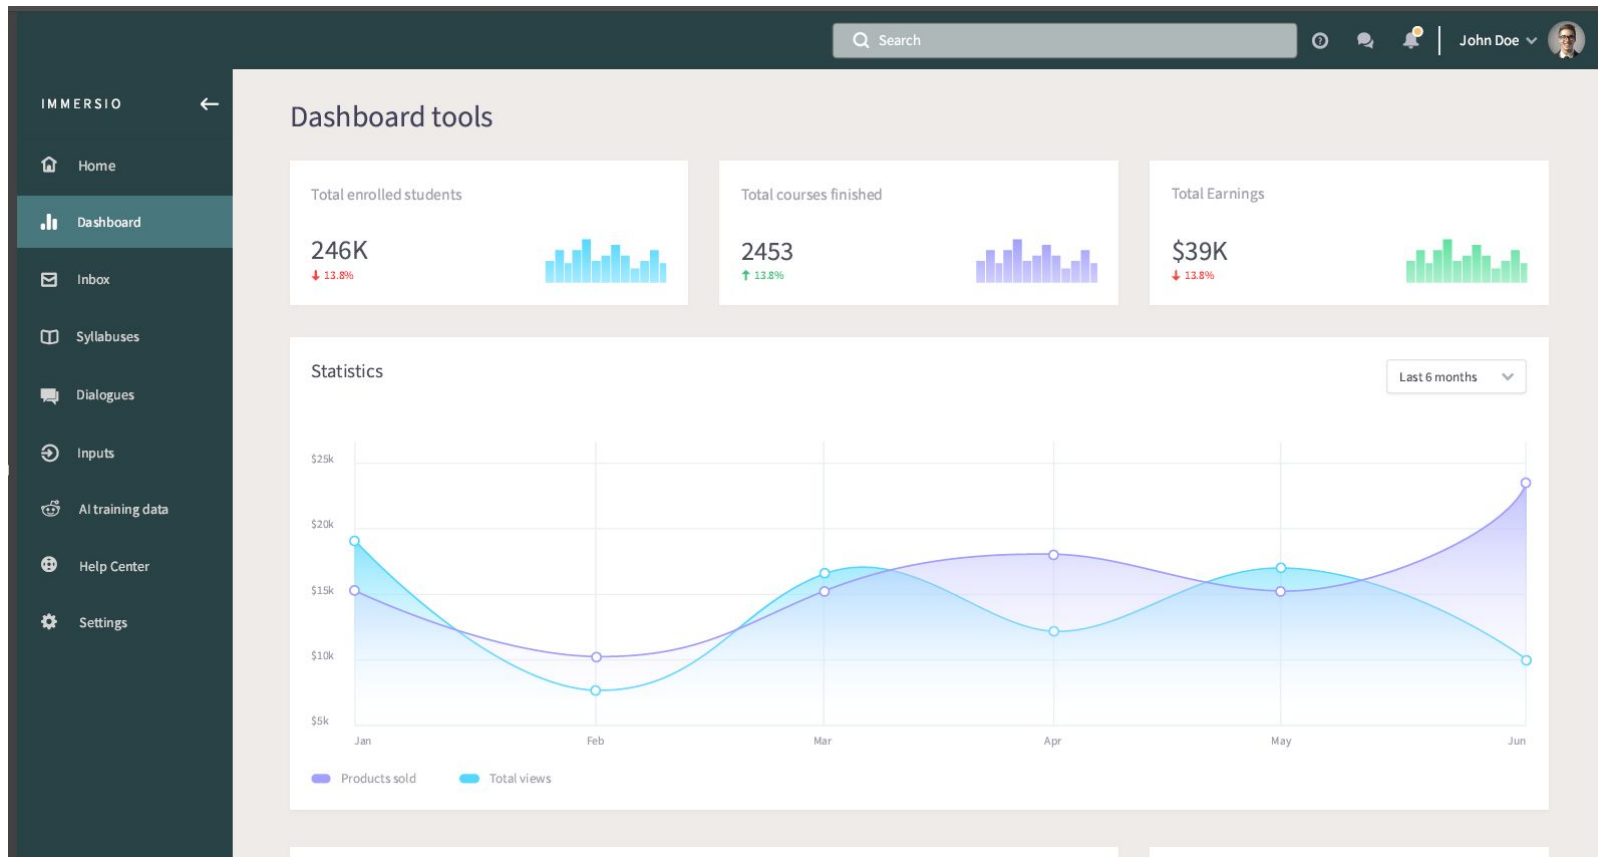 Search
John Doe
IMMERSIO
Home
Dashboard
Inbox
Syllabuses
Dialogues
Inputs
AI training data
Help Center
Settings
Dashboard tools
Total enrolled students
246K
13.8%
Total courses finished
2453
13.8%
Total Earnings
$39K
13.8%
Statistics
Last 6 months
$25k
$20k
$15k
$10k
$5k
Jan Feb Mar Apr May Jun
Products sold Total views